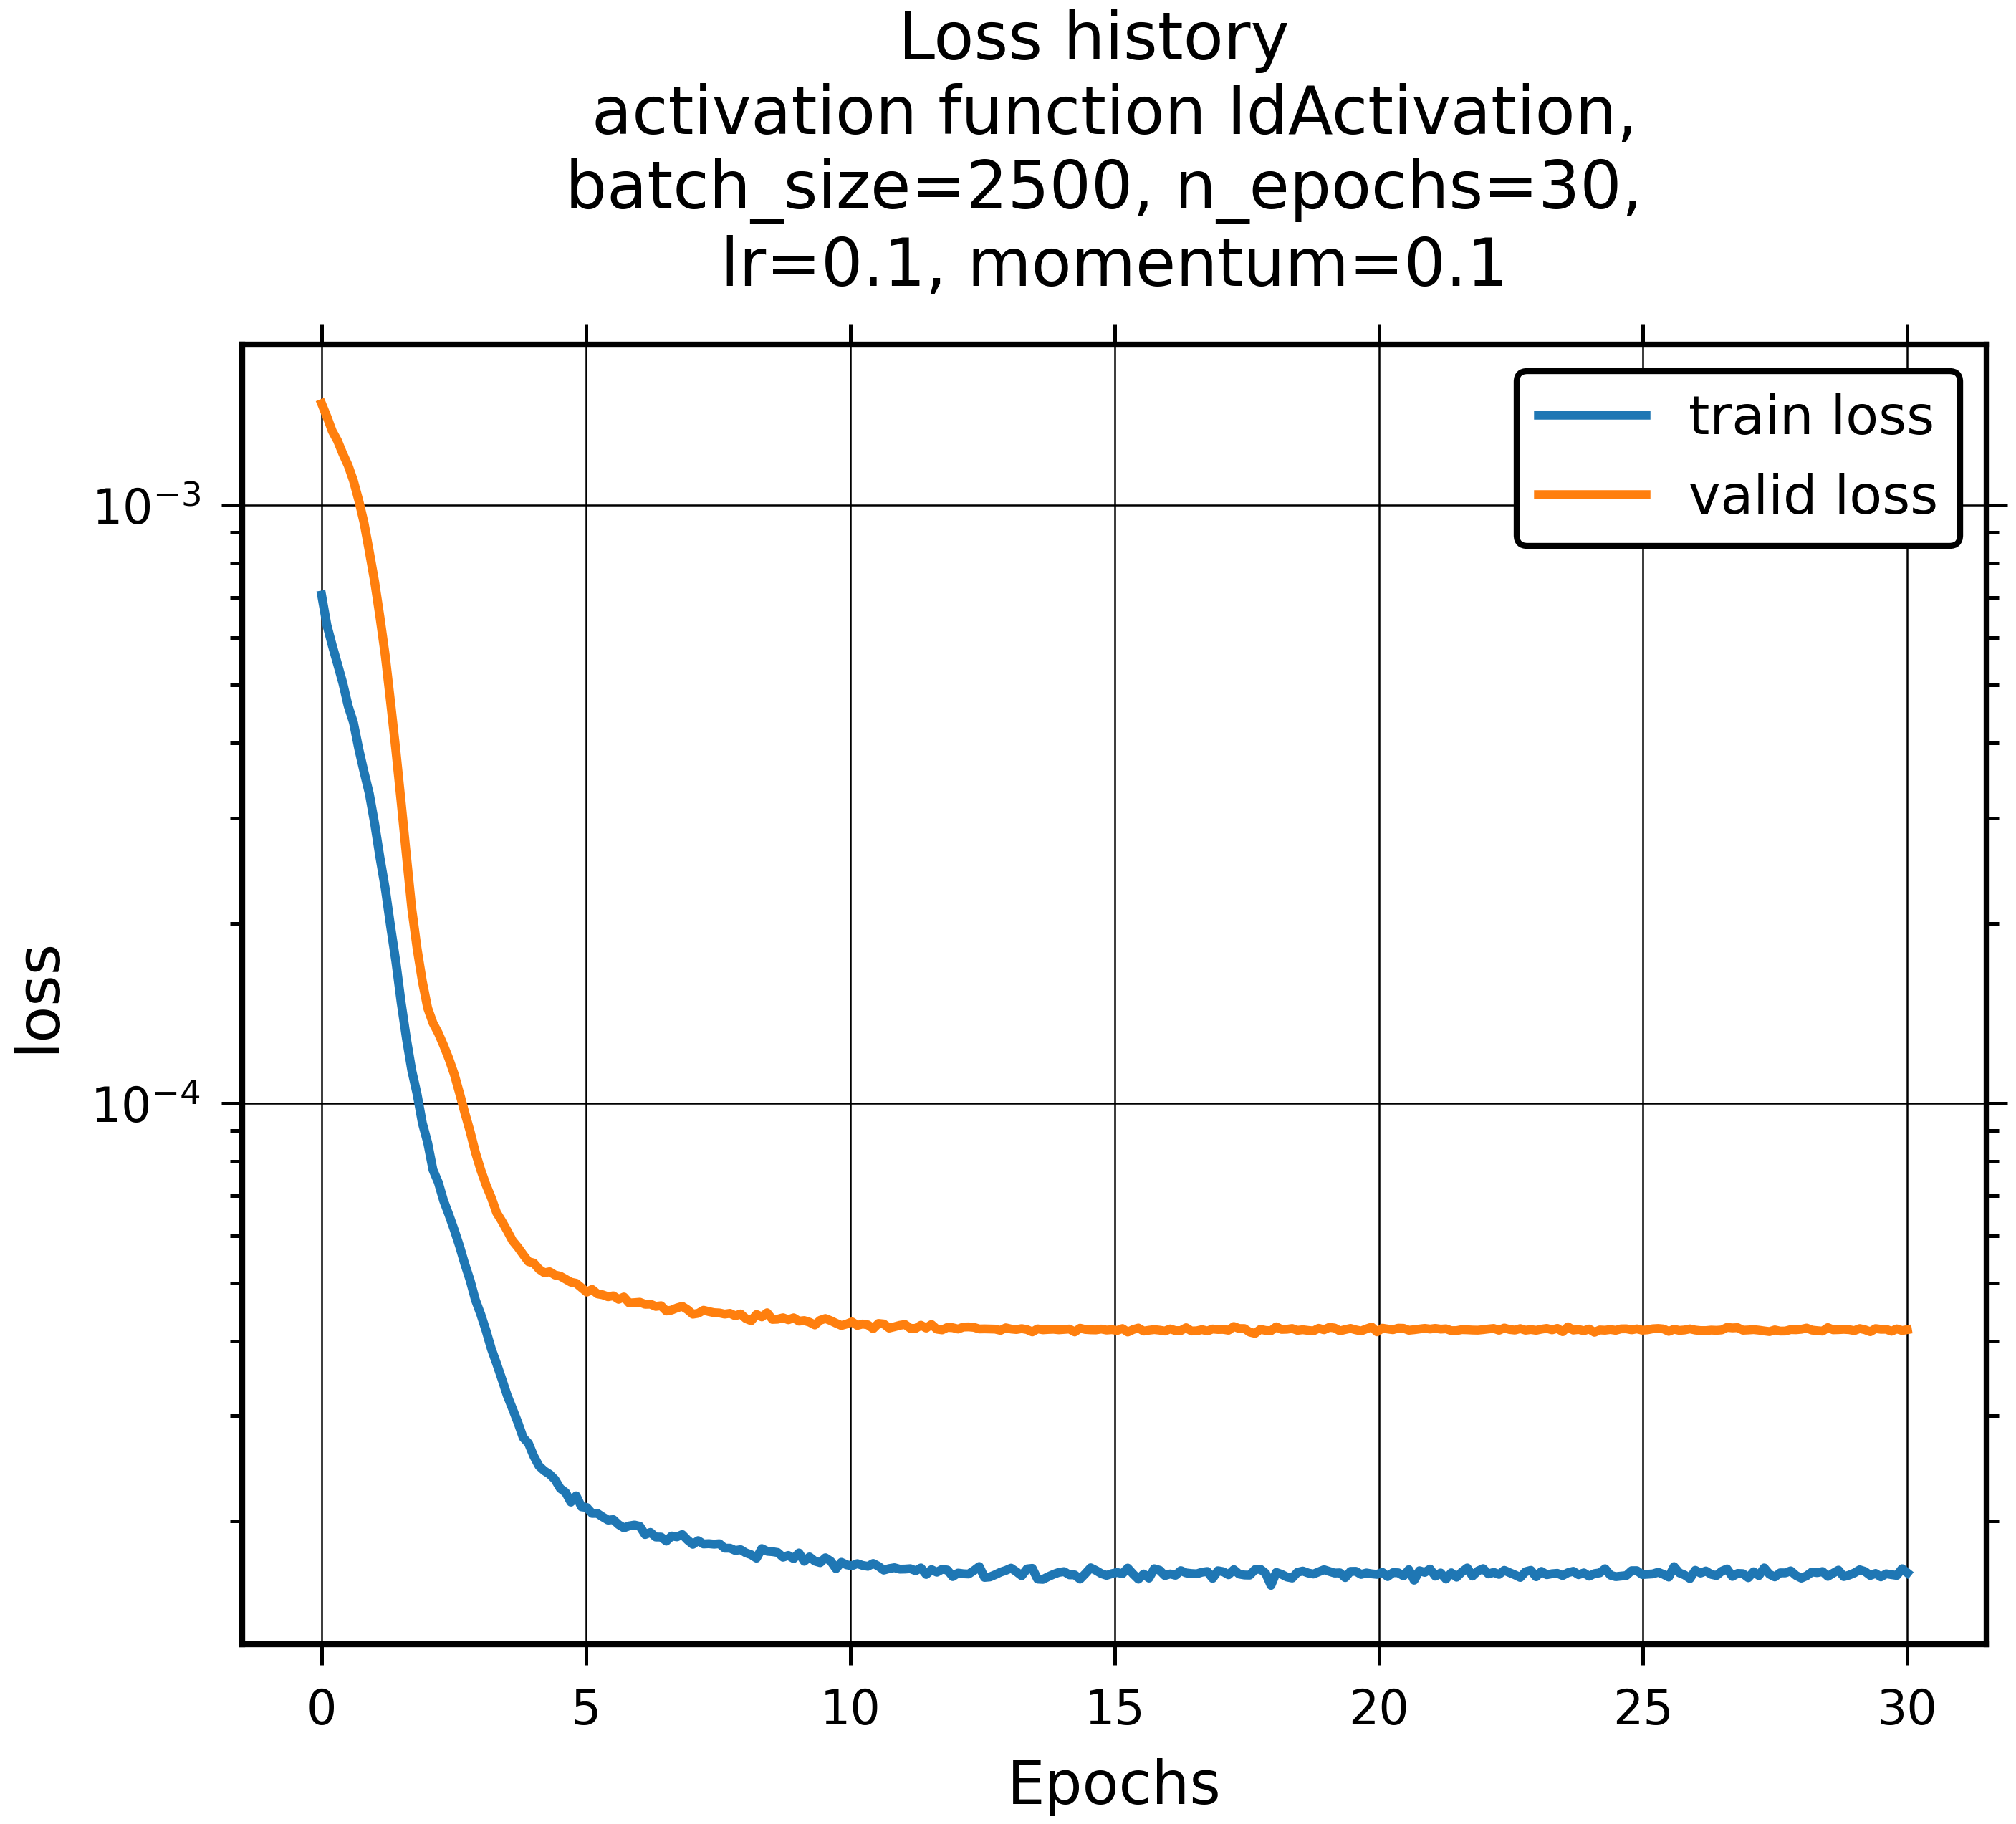 Loss history
activation function IdActivation,
batch_size=2500, n_epochs=30,
lr=0.1, momentum=0.1
train loss
valid loss
10⁻³
10⁻⁴
loss
0 5 10 15 20 25 30
Epochs